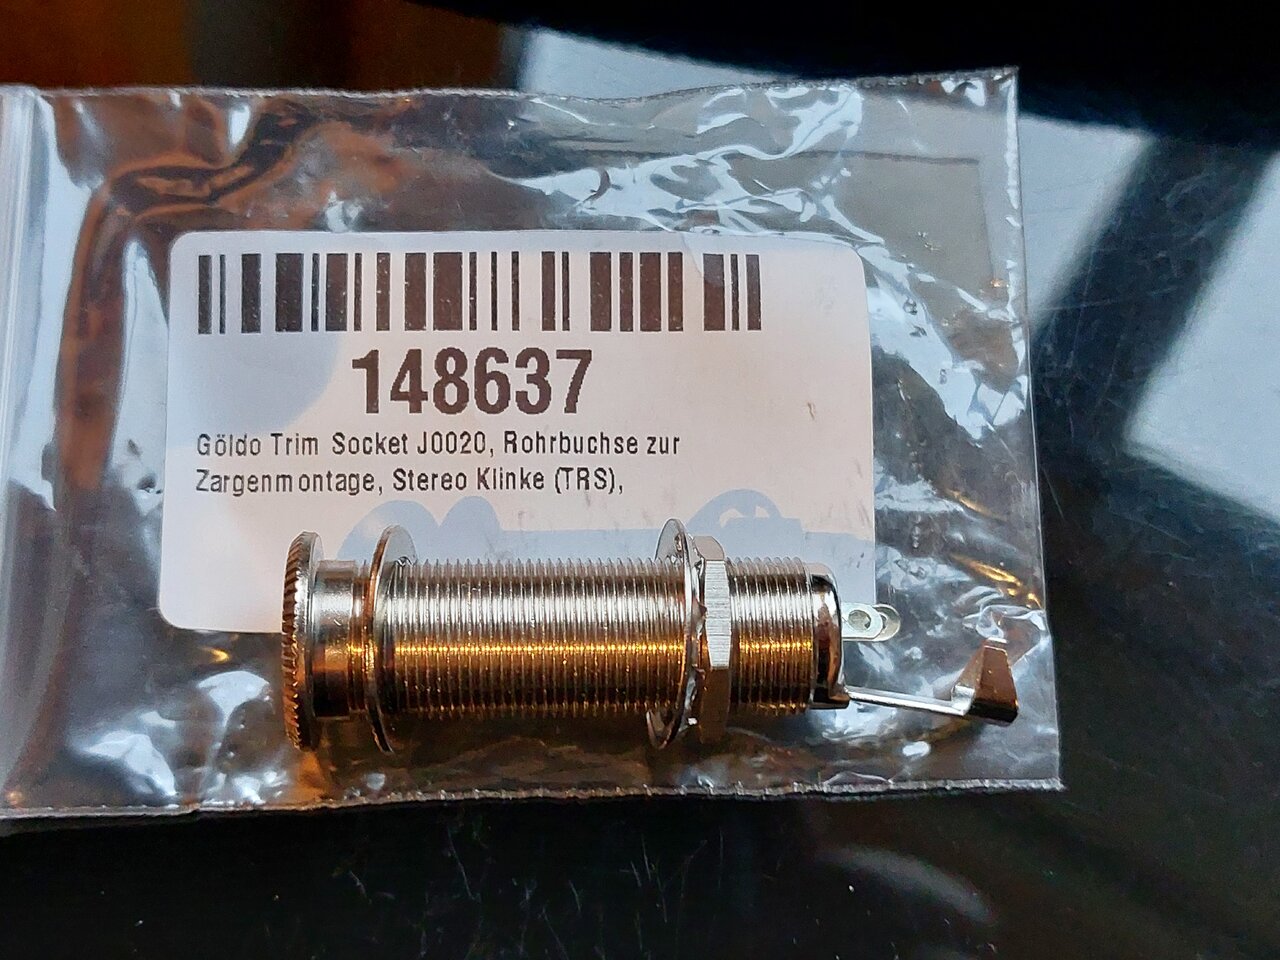 148637
Göldo Trim Socket J0020, Rohrbuchse zur
Zargenmontage, Stereo Klinke (TRS),